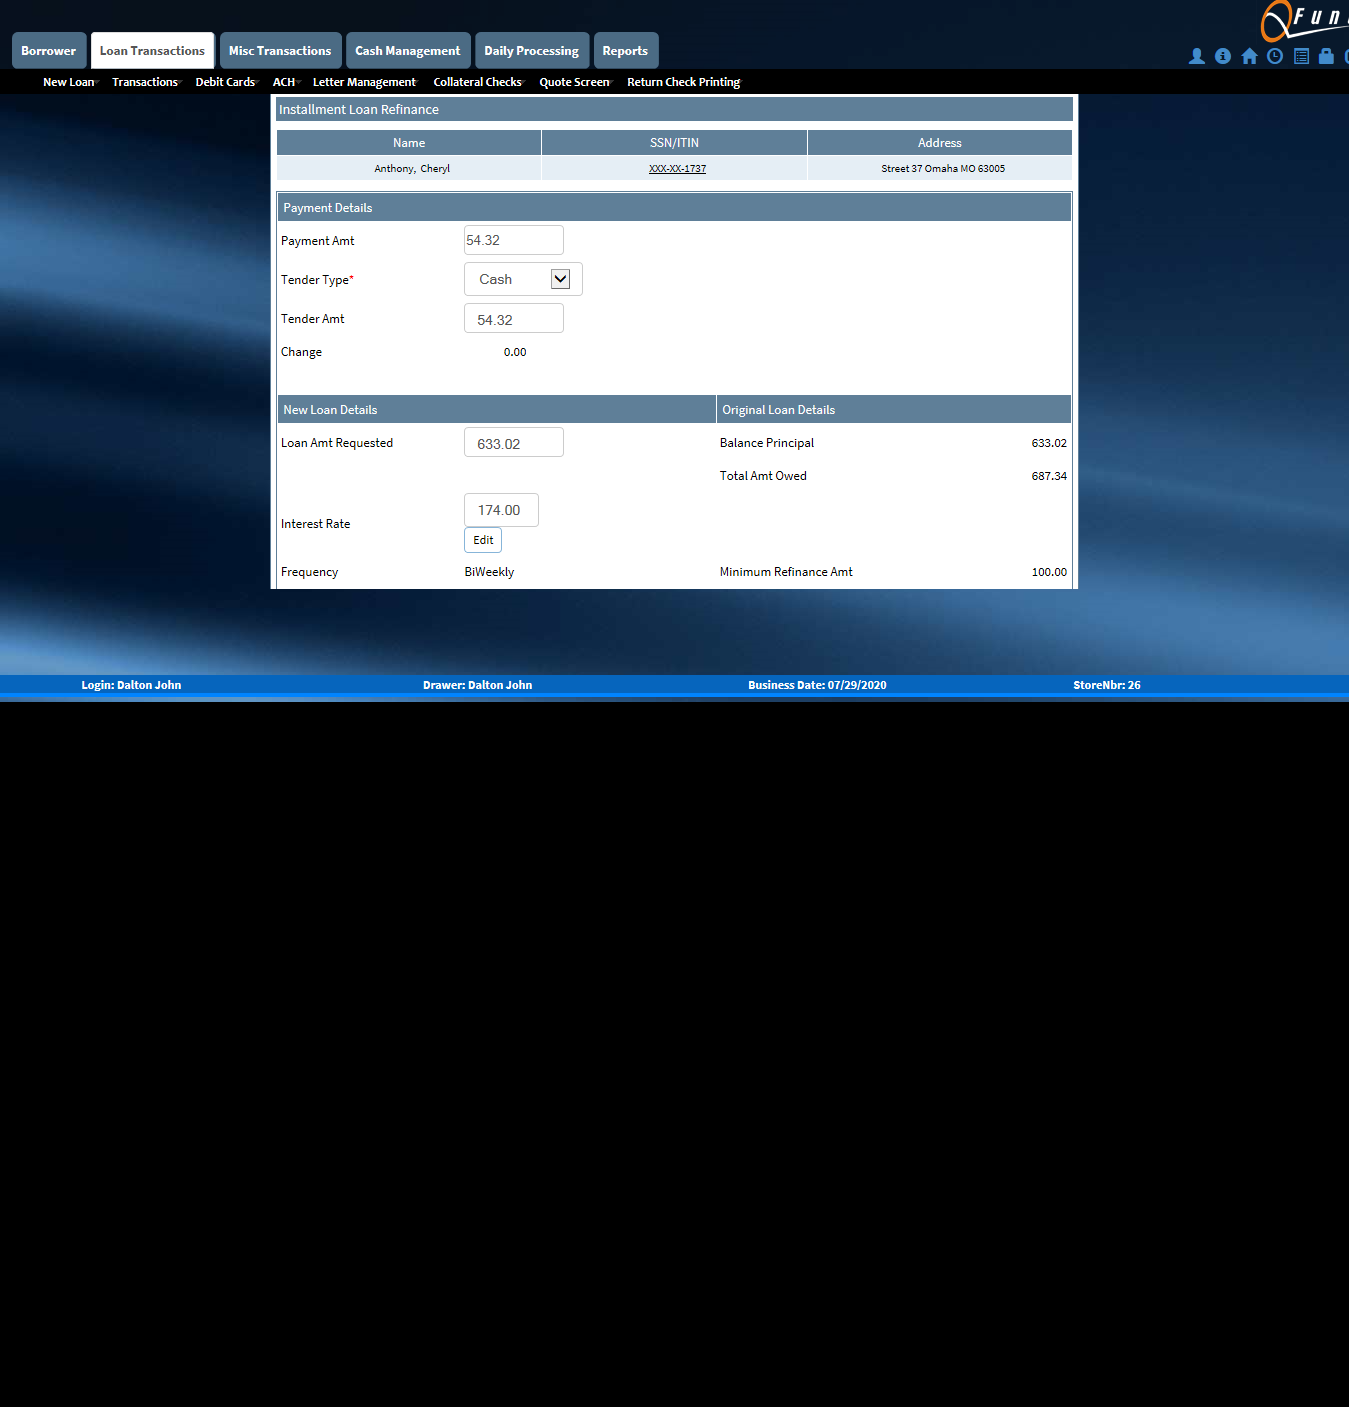 Fun
Borrower Loan Transactions Misc Transactions Cash Management Daily Processing Reports
New Loan Transactions Debit Cards ACH Letter Management Collateral Checks Quote Screen Return Check Printing
Installment Loan Refinance
Name SSN/ITIN Address
Anthony, Cheryl XXX-XX-1737 Street 37 Omaha MO 63005
Payment Details
Payment Amt 54.32
Tender Type* Cash
Tender Amt 54.32
Change 0.00
New Loan Details Original Loan Details
Loan Amt Requested 633.02 Balance Principal 633.02
Total Amt Owed 687.34
Interest Rate 174.00
Edit
Frequency BiWeekly Minimum Refinance Amt 100.00
Login: Dalton John Drawer: Dalton John Business Date: 07/29/2020 StoreNbr: 26